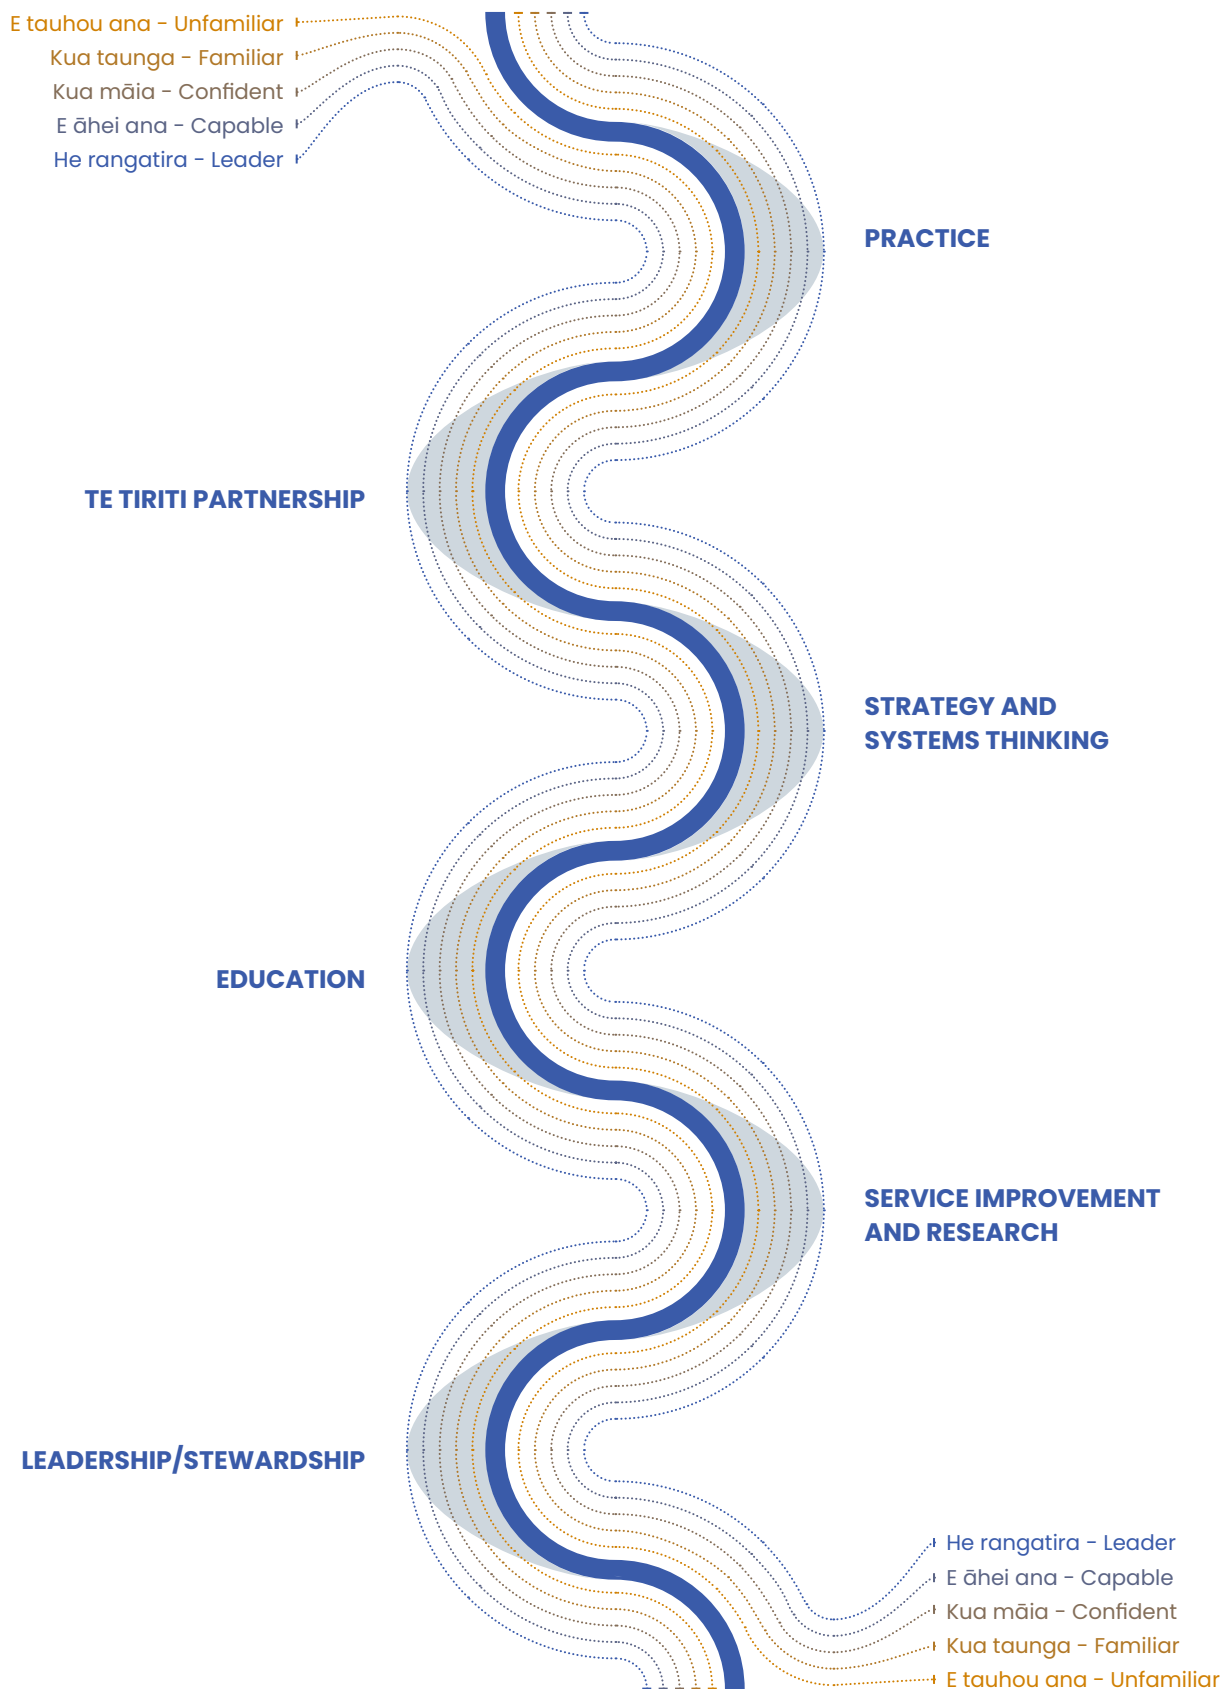 E tauhou ana - Unfamiliar
Kua taunga - Familiar
Kua māia - Confident
E āhei ana - Capable
He rangatira - Leader
PRACTICE
TE TIRITI PARTNERSHIP
STRATEGY AND
SYSTEMS THINKING
EDUCATION
SERVICE IMPROVEMENT
AND RESEARCH
LEADERSHIP/STEWARDSHIP
He rangatira - Leader
E āhei ana - Capable
Kua māia - Confident
Kua taunga - Familiar
E tauhou ana - Unfamiliar